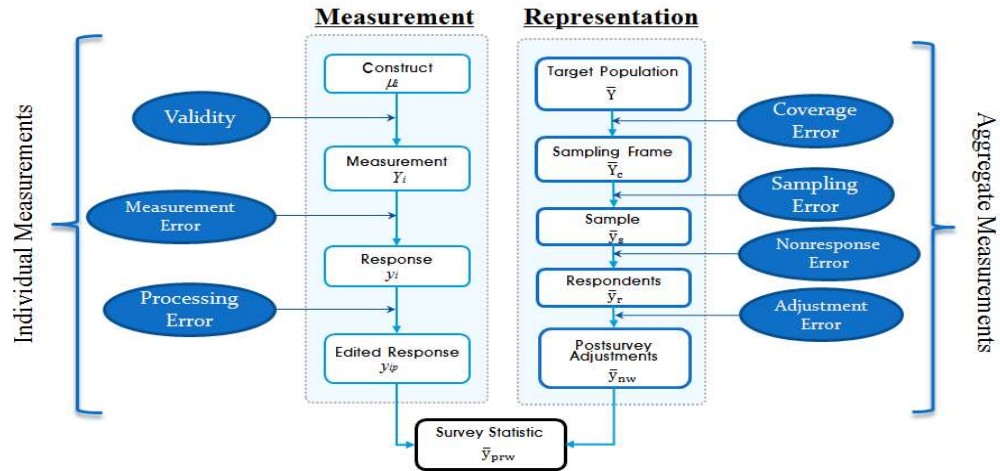 Measurement
Representation
Individual Measurements
Construct
μi
Validity
Measurement
Yi
Measurement
Error
Response
yi
Processing
Error
Edited Response
yip
Target Population
Ȳ
Coverage
Error
Sampling Frame
Ȳc
Sampling
Error
Sample
ȳs
Nonresponse
Error
Respondents
ȳr
Adjustment
Error
Postsurvey
Adjustments
ȳnw
Aggregate Measurements
Survey Statistic
ȳprw